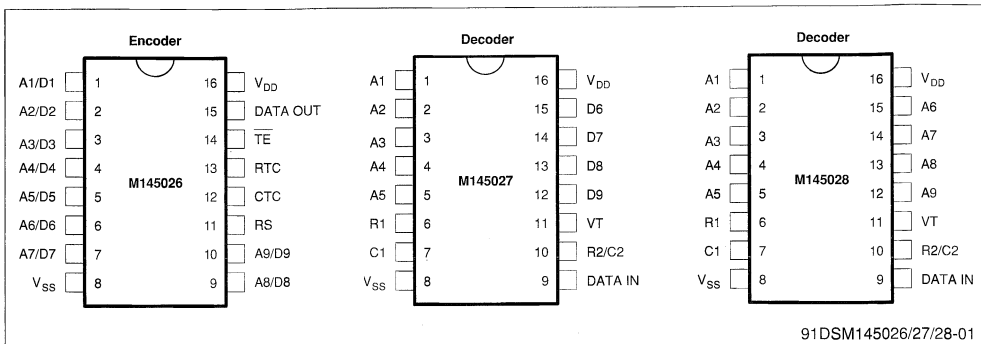 Encoder
A1/D1 1 16 VDD
A2/D2 2 15 DATA OUT
A3/D3 3 14 TE
A4/D4 4 13 RTC
M145026
A5/D5 5 12 CTC
A6/D6 6 11 RS
A7/D7 7 10 A9/D9
VSS 8 9 A8/D8
Decoder
A1 1 16 VDD
A2 2 15 D6
A3 3 14 D7
A4 4 13 D8
M145027
A5 5 12 D9
R1 6 11 VT
C1 7 10 R2/C2
VSS 8 9 DATA IN
Decoder
A1 1 16 VDD
A2 2 15 A6
A3 3 14 A7
A4 4 13 A8
M145028
A5 5 12 A9
R1 6 11 VT
C1 7 10 R2/C2
VSS 8 9 DATA IN
91DSM145026/27/28-01